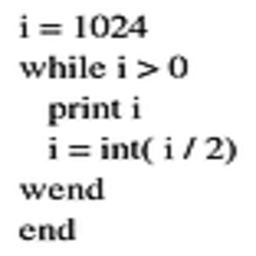 i = 1024
while i > 0
print i
i = int( i / 2)
wend
end